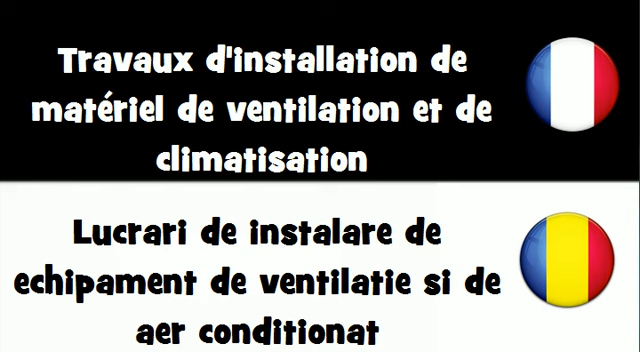 Travaux d'installation de
matériel de ventilation et de
climatisation
Lucrari de instalare de
echipament de ventilatie si de
aer conditionat